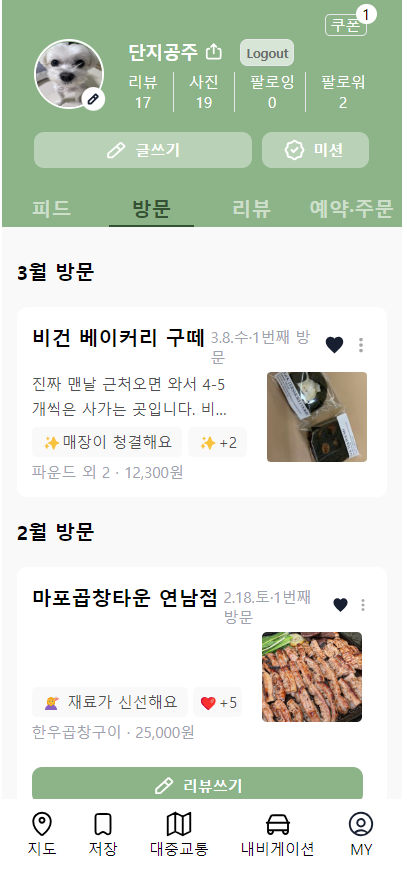 쿠폰 1
단지공주 Logout
리뷰 사진 팔로잉 팔로워
17 19 0 2
글쓰기 미션
피드 방문 리뷰 예약·주문
3월 방문
비건 베이커리 구떼 3.8.수·1번째 방
문
진짜 맨날 근처오면 와서 4-5
개씩은 사가는 곳입니다. 비...
✨매장이 청결해요 ✨+2
파운드 외 2 · 12,300원
2월 방문
마포곱창타운 연남점 2.18.토·1번째
방문
재료가 신선해요 ❤️+5
한우곱창구이 · 25,000원
리뷰쓰기
지도 저장 대중교통 내비게이션 MY